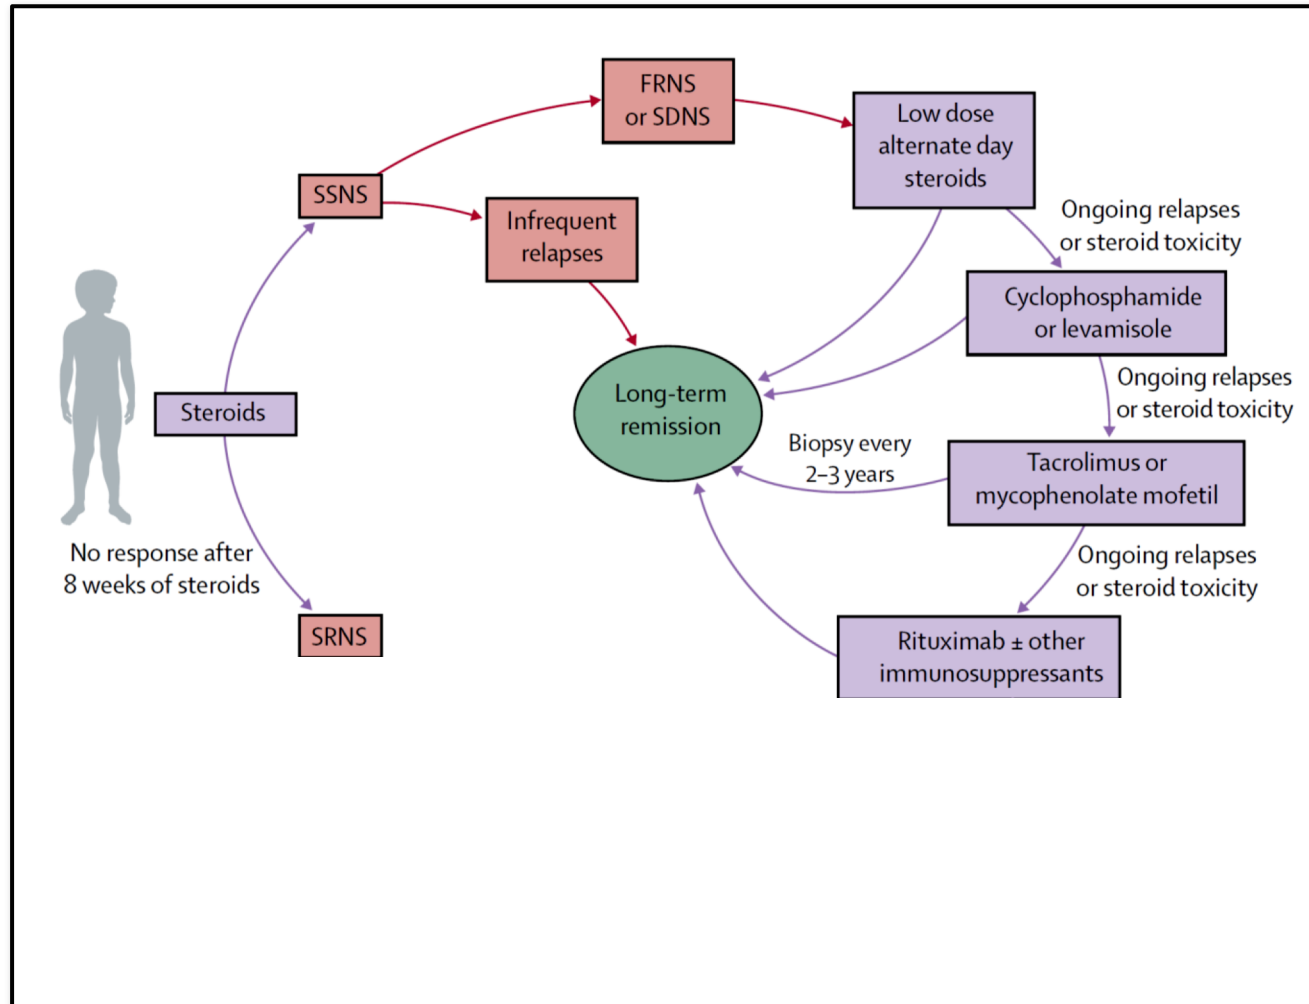 FRNS
or SDNS
Low dose
alternate day
steroids
SSNS
Infrequent
relapses
Ongoing relapses
or steroid toxicity
Cyclophosphamide
or levamisole
Steroids
Long-term
remission
Ongoing relapses
or steroid toxicity
Biopsy every
2–3 years
Tacrolimus or
mycophenolate mofetil
No response after
8 weeks of steroids
Ongoing relapses
or steroid toxicity
SRNS
Rituximab ± other
immunosuppressants